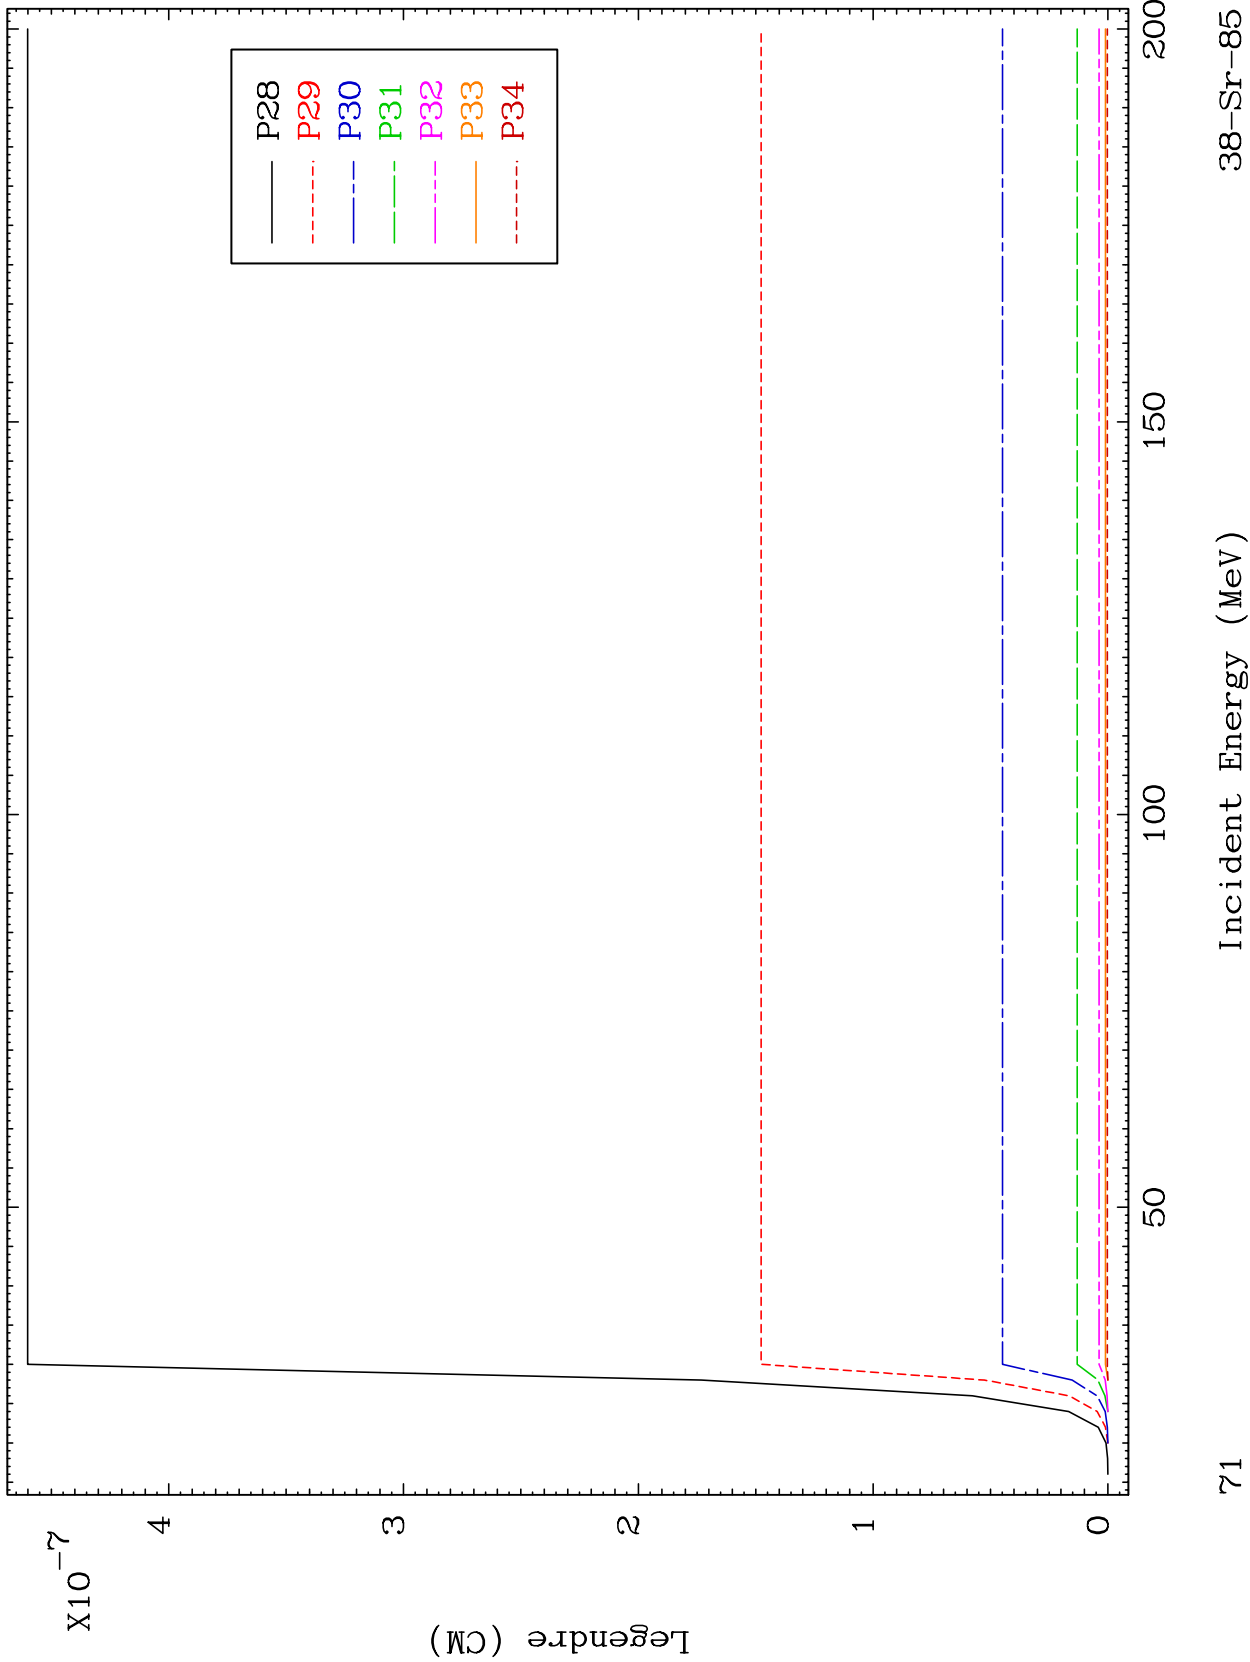 X10-7
4
3
2
1
0
Legendre (CM)
P28
P29
P30
P31
P32
P33
P34
50
100
150
200
71
Incident Energy (MeV)
38-Sr-85